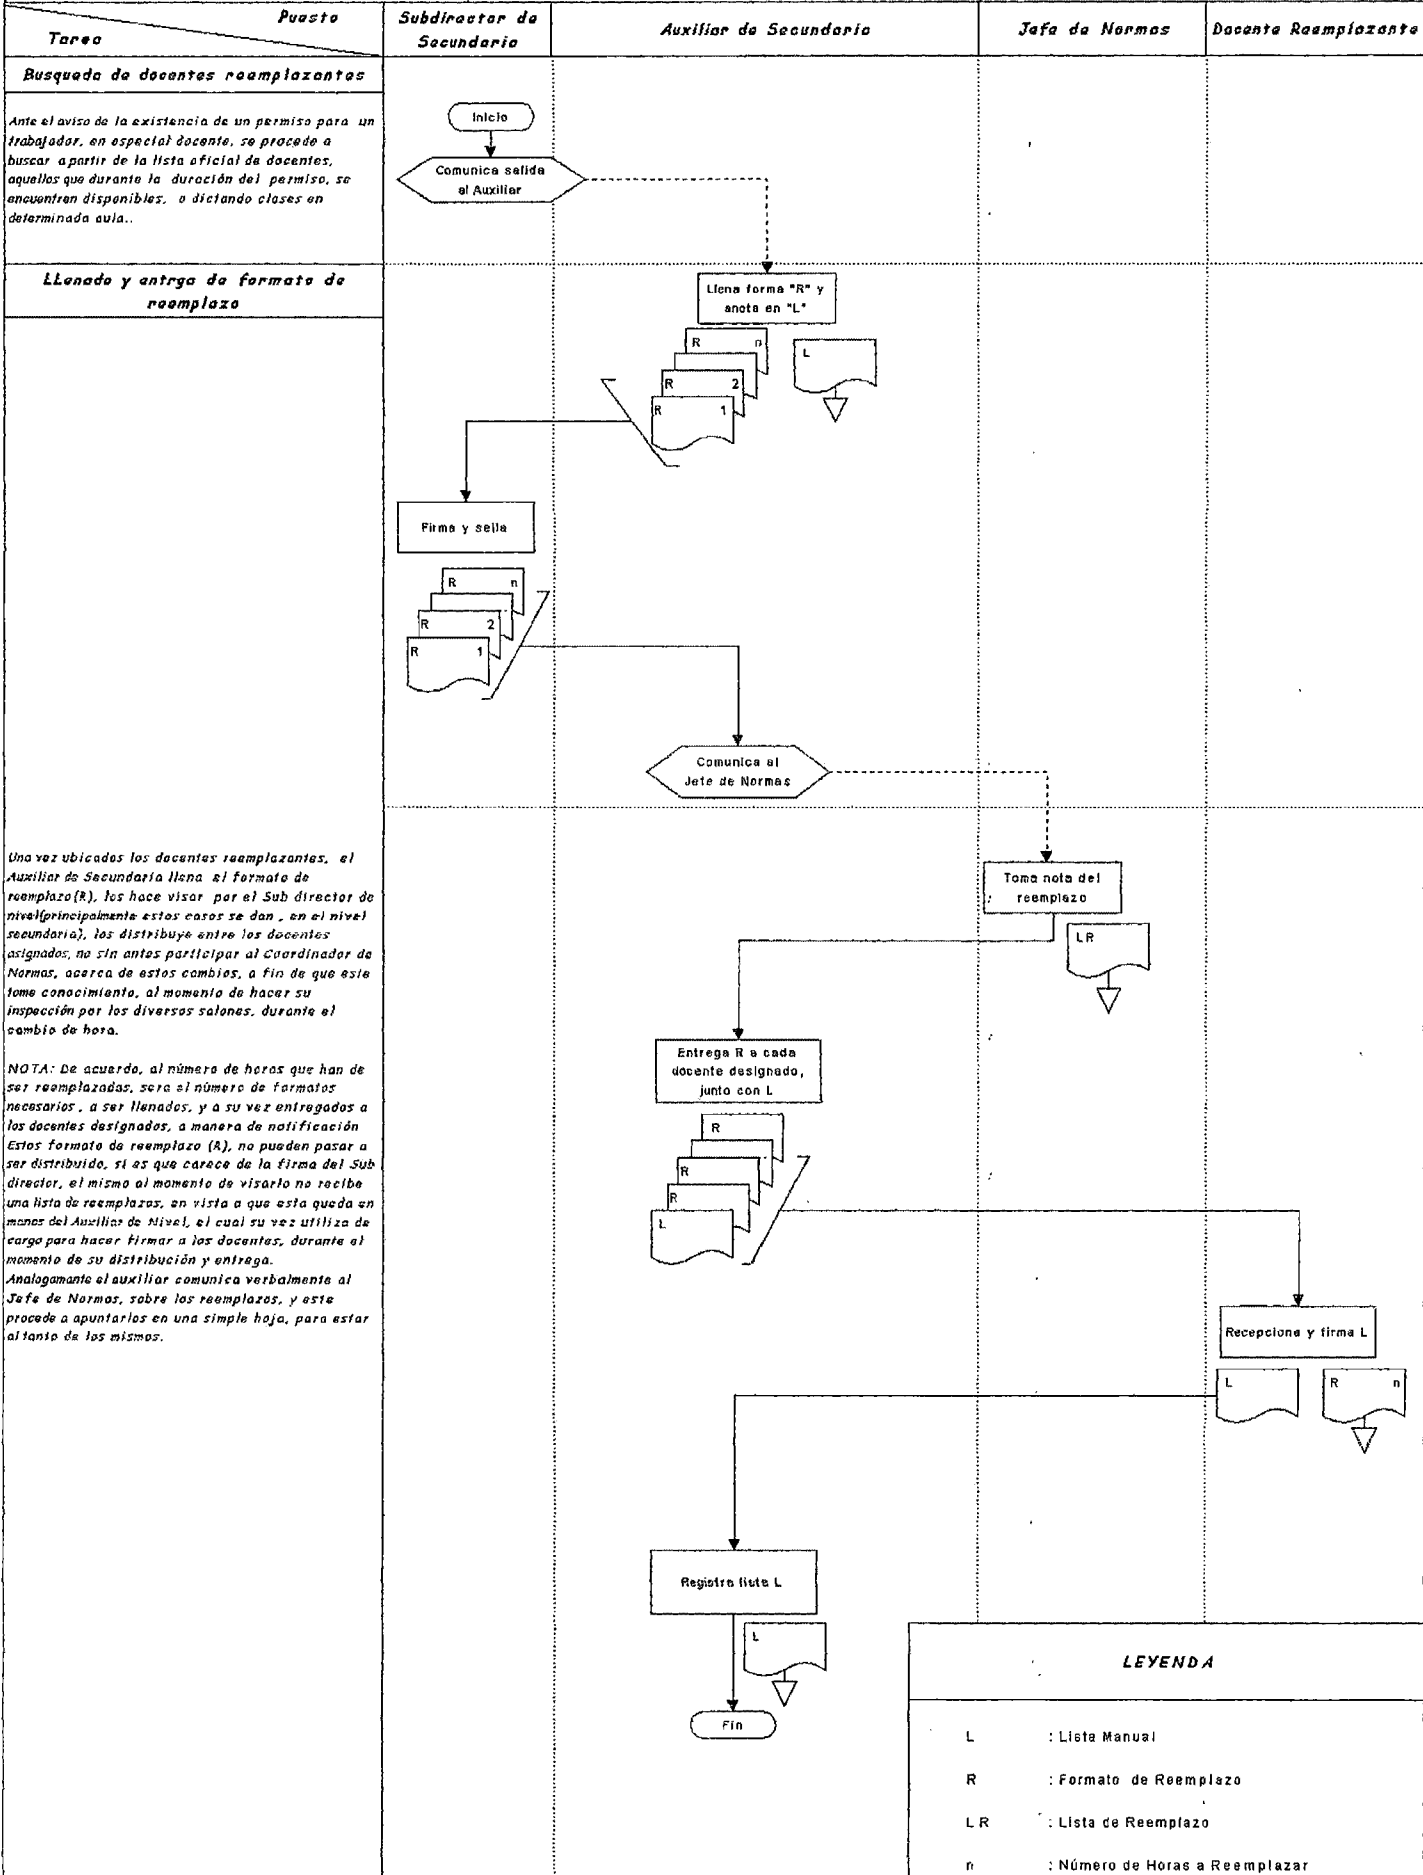 Puesto
Tarea
Subdirector de
Secundaria
Auxiliar de Secundaria
Jefe de Normas
Docente Reemplazante
Busqueda de docentes reemplazantes
Ante el aviso de la existencia de un permiso para un
trabajador, en especial docente, se procede a
buscar apartir de la lista oficial de docentes,
aquellos que durante la duración del permiso, se
encuentren disponibles, o dictando clases en
determinada aula..
Inicio
Comunica salida
al Auxiliar
LLenado y entrga de formato de
reemplazo
Llena forma "R" y
anota en "L"
R n
R 2
R 1
L
Firma y sella
R n
R 2
R 1
Comunica al
Jefe de Normas
Una vez ubicados los docentes reemplazantes, el
Auxiliar de Secundaria llena el formato de
reemplazo(R), los hace visar por el Sub director de
nivel(principalmente estos casos se dan , en el nivel
secundaria), los distribuye entre los docentes
asignados, no sin antes participar al Coordinador de
Normas, acerca de estos cambios, a fin de que este
tome conocimiento, al momento de hacer su
inspección por los diversos salones, durante el
cambio de hora.
Toma nota del
reemplazo
LR
NOTA: De acuerdo, al número de horas que han de
ser reemplazadas, sera el número de formatos
necesarios , a ser llenados, y a su vez entregados a
los docentes designados, a manera de notificación
Estos formato de reemplazo (R), no pueden pasar a
ser distribuido, si es que carece de la firma del Sub
director, el mismo al momento de visarlo no recibe
una lista de reemplazos, en vista a que esta queda en
manos del Auxiliar de Nivel, el cual su vez utiliza de
cargo para hacer firmar a los docentes, durante el
momento de su distribución y entrega.
Analogamente el auxiliar comunica verbalmente al
Jefe de Normas, sobre los reemplazos, y este
procede a apuntarlos en una simple hoja, para estar
al tanto de los mismos.
Entrega R a cada
docente designado,
junto con L
R
R
R
L
Recepciona y firma L
L
R n
Registra lista L
L
Fin
LEYENDA
L : Lista Manual
R : Formato de Reemplazo
L R : Lista de Reemplazo
n : Número de Horas a Reemplazar